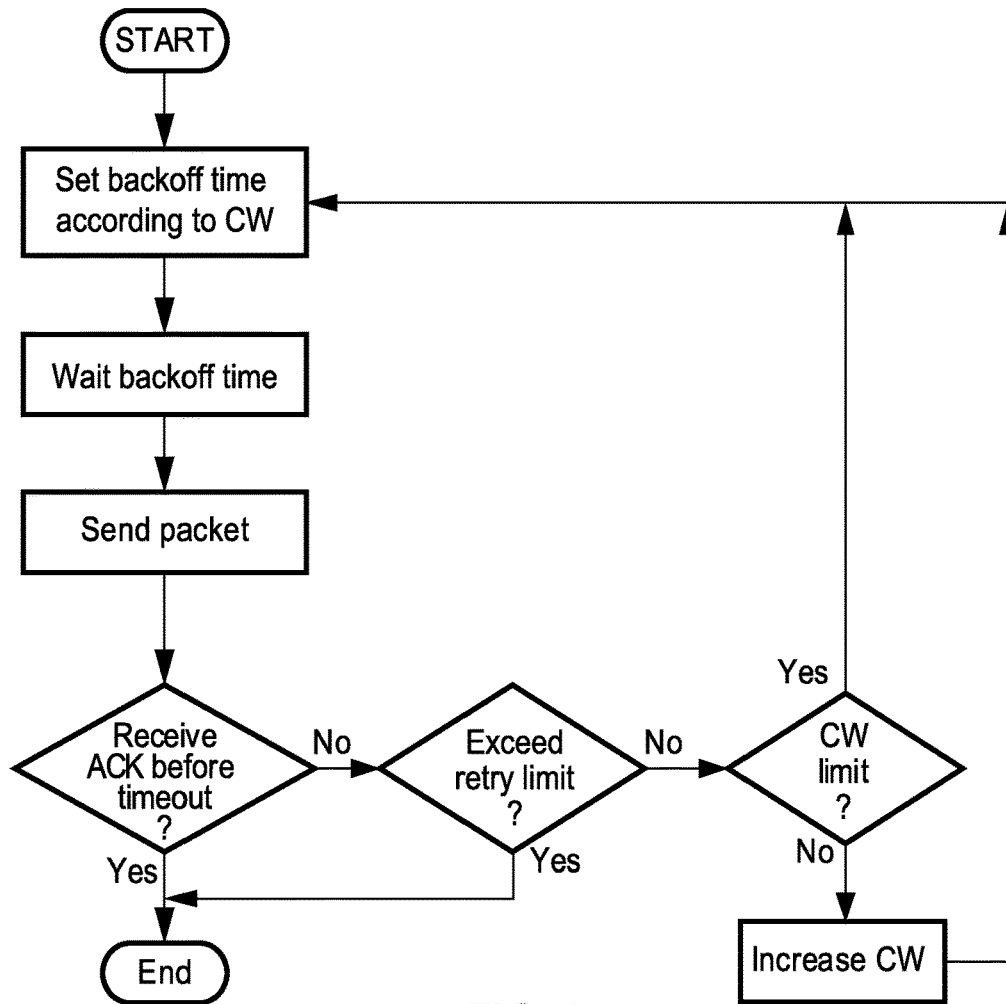 START
Set backoff time
according to CW
Wait backoff time
Send packet
Receive
ACK before
timeout
?
No
Yes
Exceed
retry limit
?
No
Yes
CW
limit
?
Yes
No
Increase CW
End